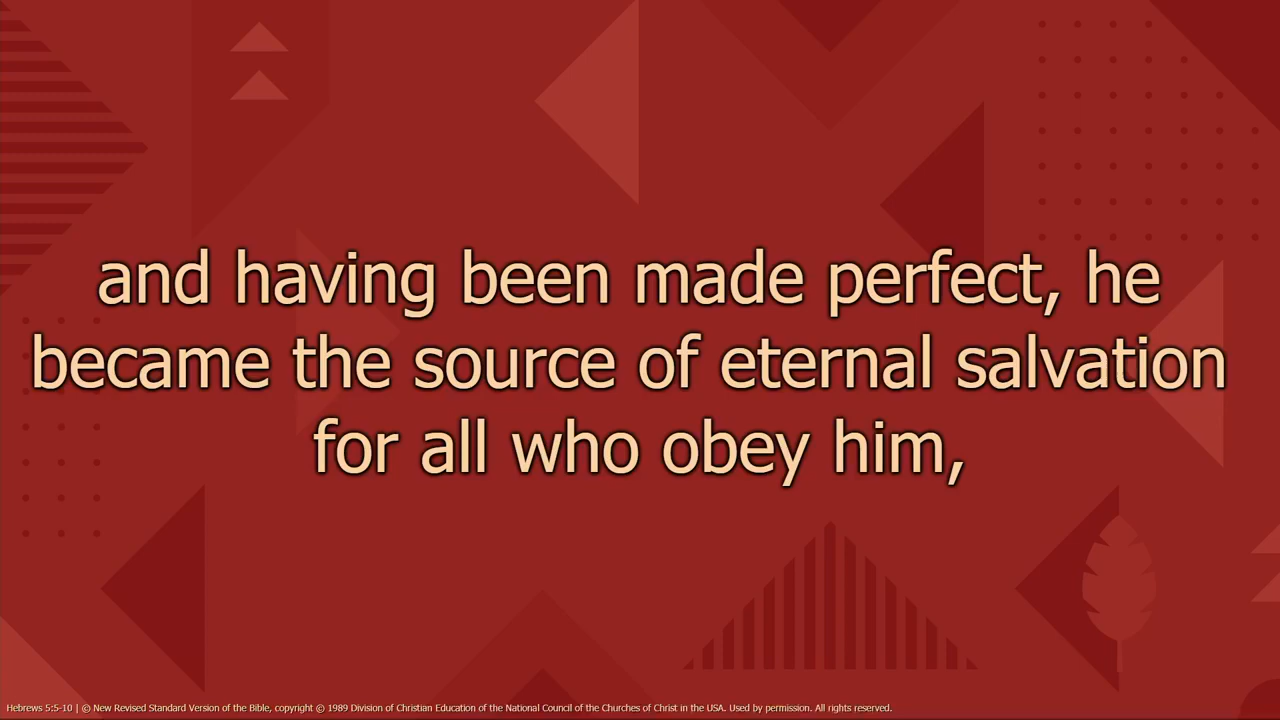 and having been made perfect, he
became the source of eternal salvation
for all who obey him,
Hebrews 5:5-10 | © New Revised Standard Version of the Bible, copyright © 1989 Division of Christian Education of the National Council of the Churches of Christ in the USA. Used by permission. All rights reserved.